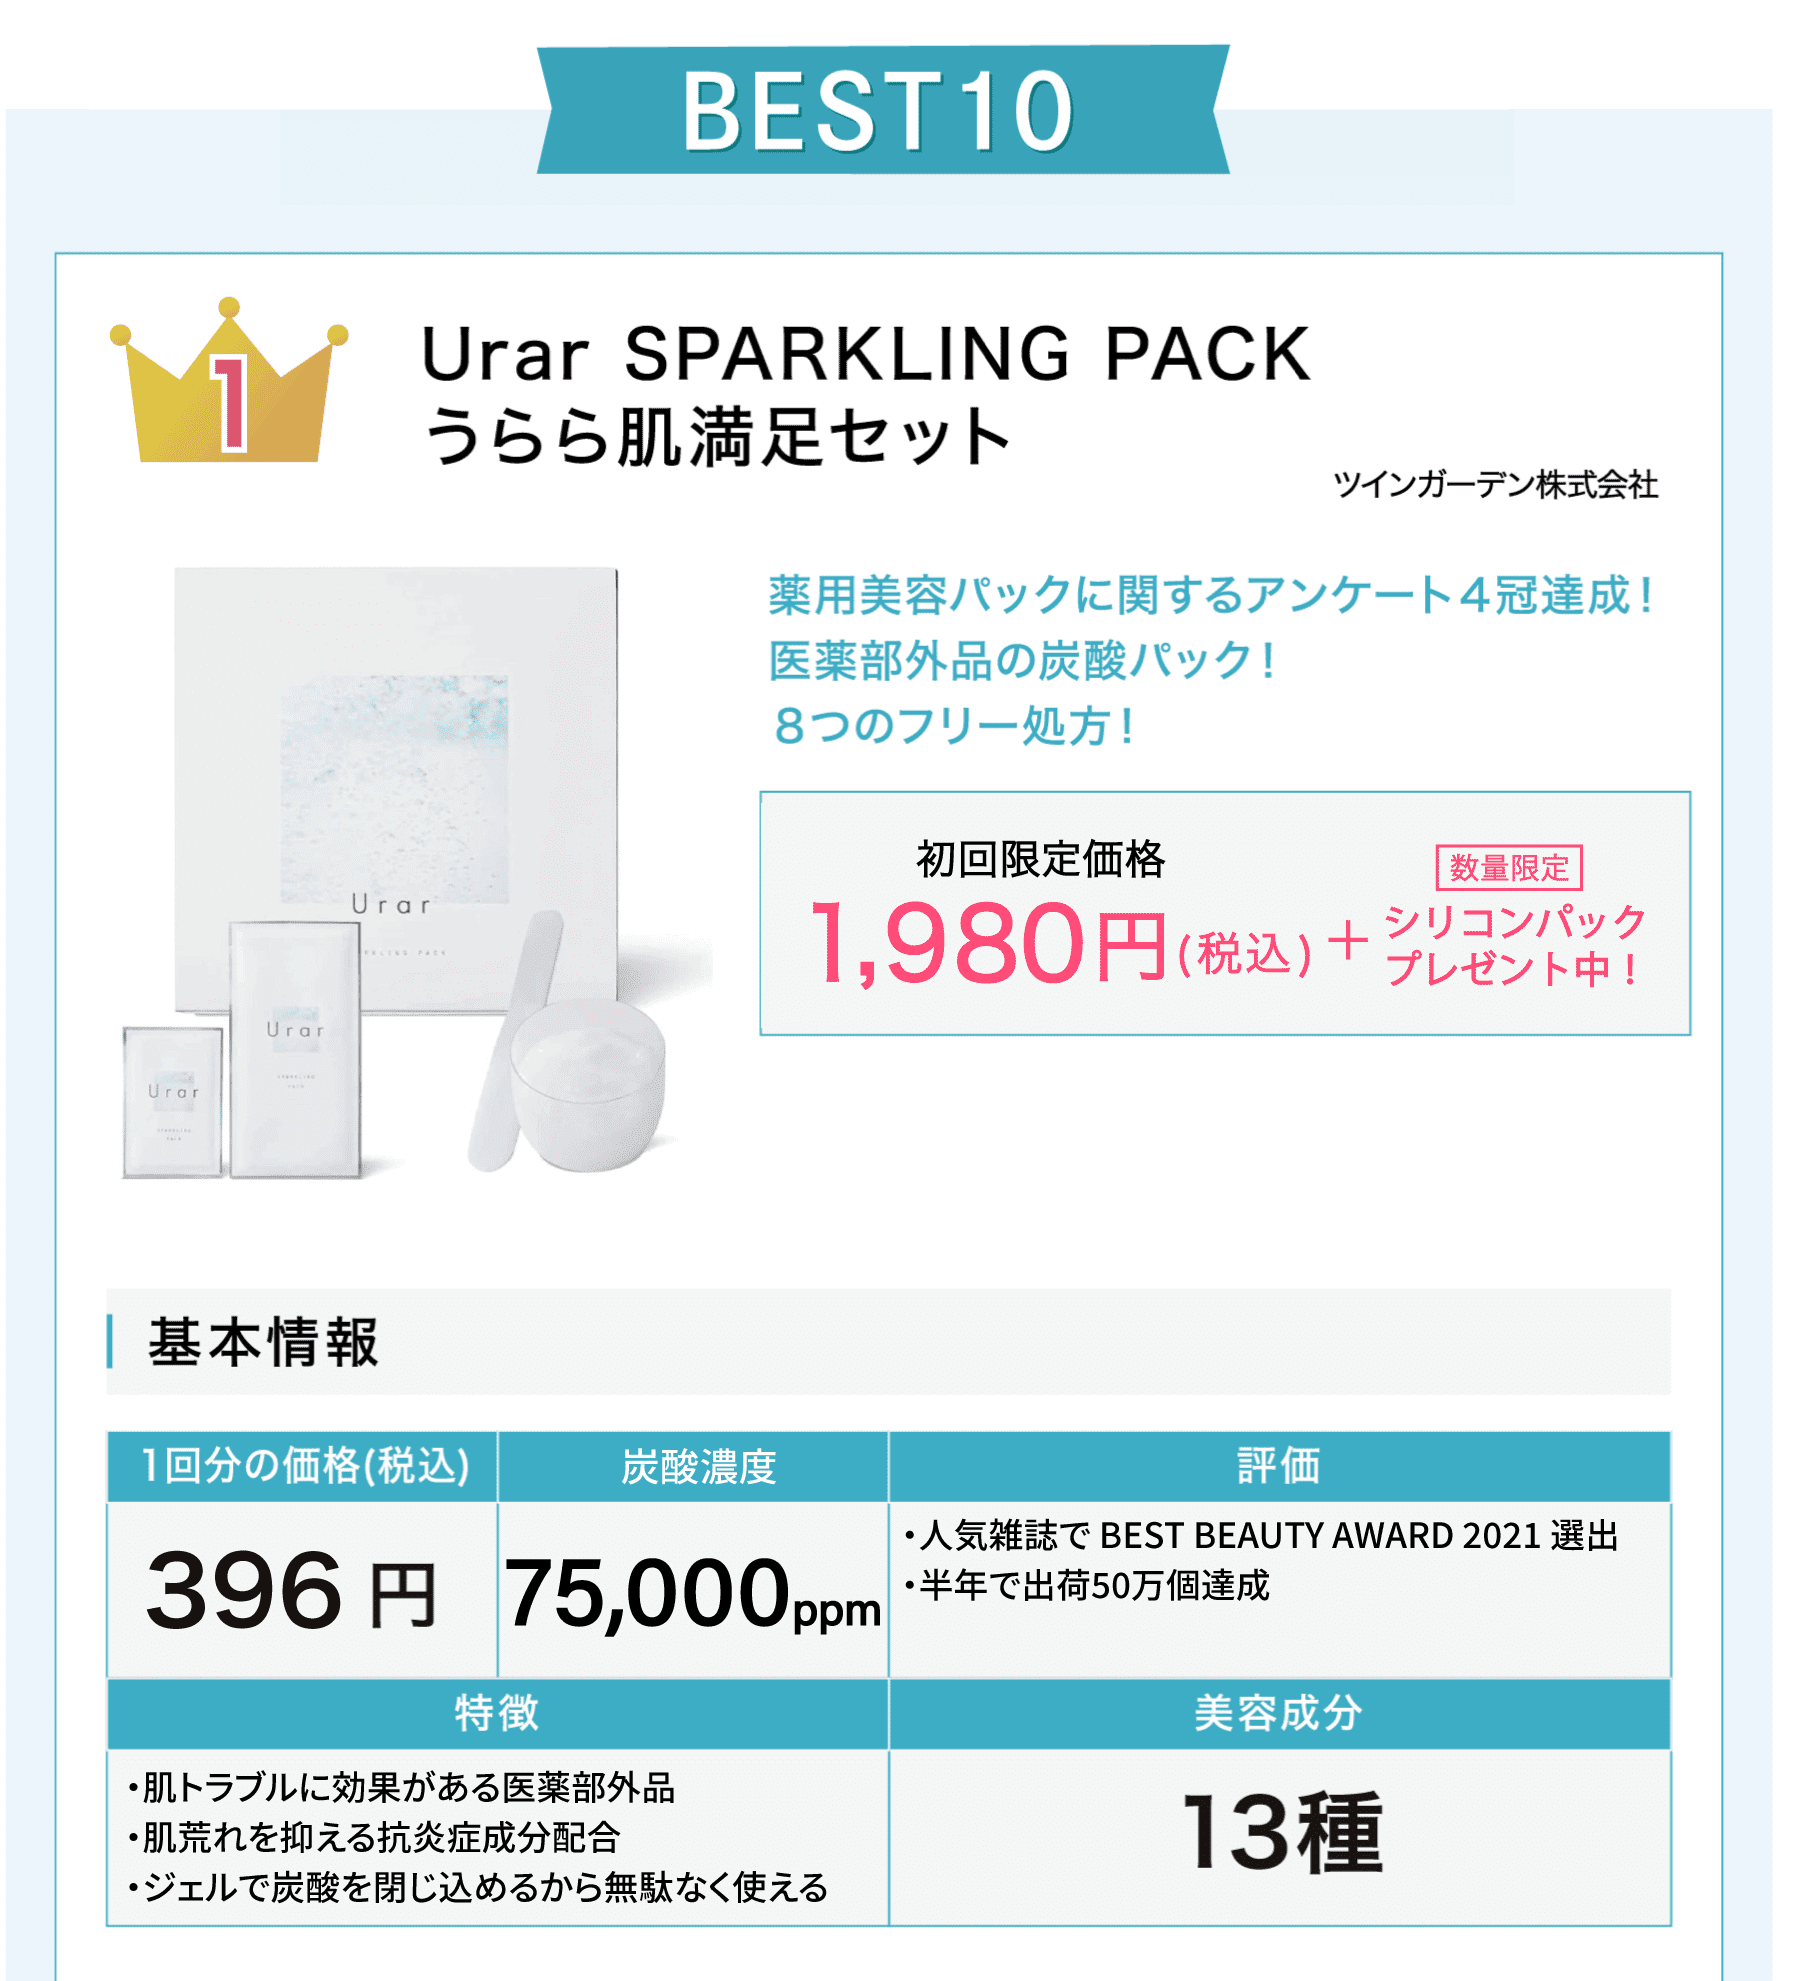 BEST10
1
Urar SPARKLING PACK
うらら肌満足セット
ツインガーデン株式会社
薬用美容パックに関するアンケート4冠達成！
医薬部外品の炭酸パック！
8つのフリー処方！
初回限定価格
1,980円(税込)
+
数量限定
シリコンパック
プレゼント中！
Urar
Urar
SPARKLING
PACK
Urar
SPARKLING
PACK
基本情報
1回分の価格(税込)
炭酸濃度
評価
396円
75,000ppm
・人気雑誌で BEST BEAUTY AWARD 2021 選出
・半年で出荷50万個達成
特徴
美容成分
・肌トラブルに効果がある医薬部外品
・肌荒れを抑える抗炎症成分配合
・ジェルで炭酸を閉じ込めるから無駄なく使える
13種